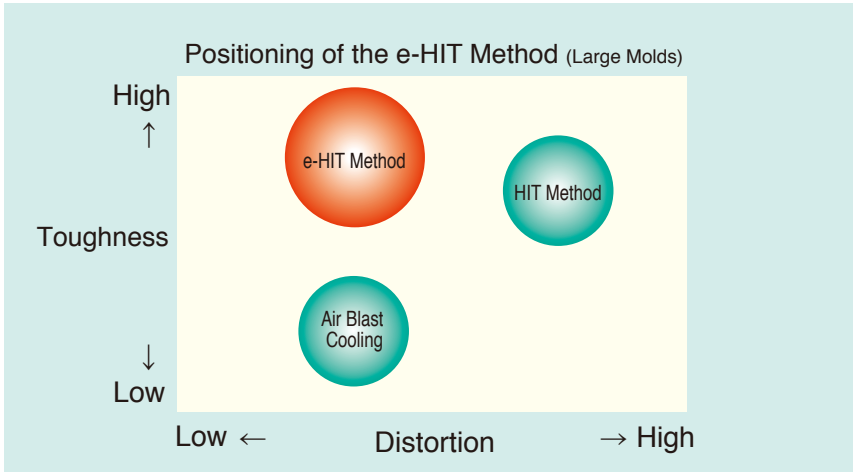 Positioning of the e-HIT Method (Large Molds)
High
↑
e-HIT Method
HIT Method
Toughness
Air Blast
Cooling
↓
Low
Low ← Distortion → High